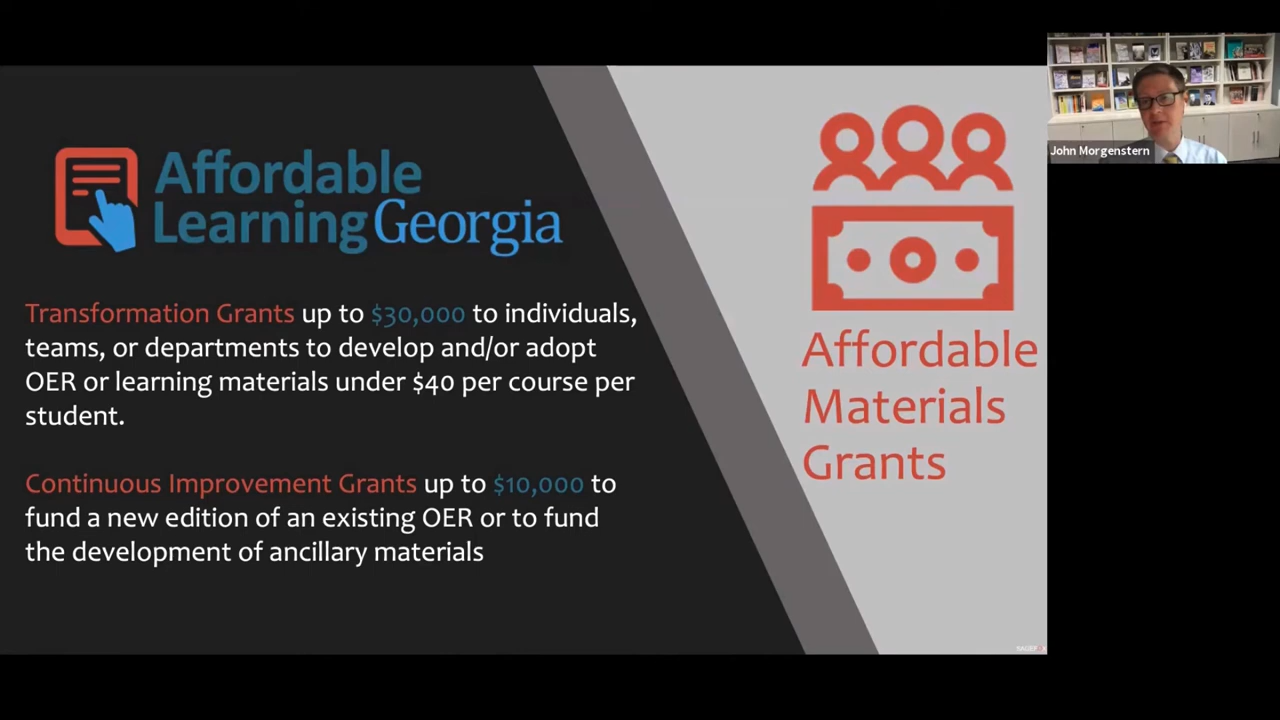 Affordable
Learning Georgia
Transformation Grants up to $30,000 to individuals,
teams, or departments to develop and/or adopt
OER or learning materials under $40 per course per
student.
Continuous Improvement Grants up to $10,000 to
fund a new edition of an existing OER or to fund
the development of ancillary materials
Affordable
Materials
Grants
John Morgenstern